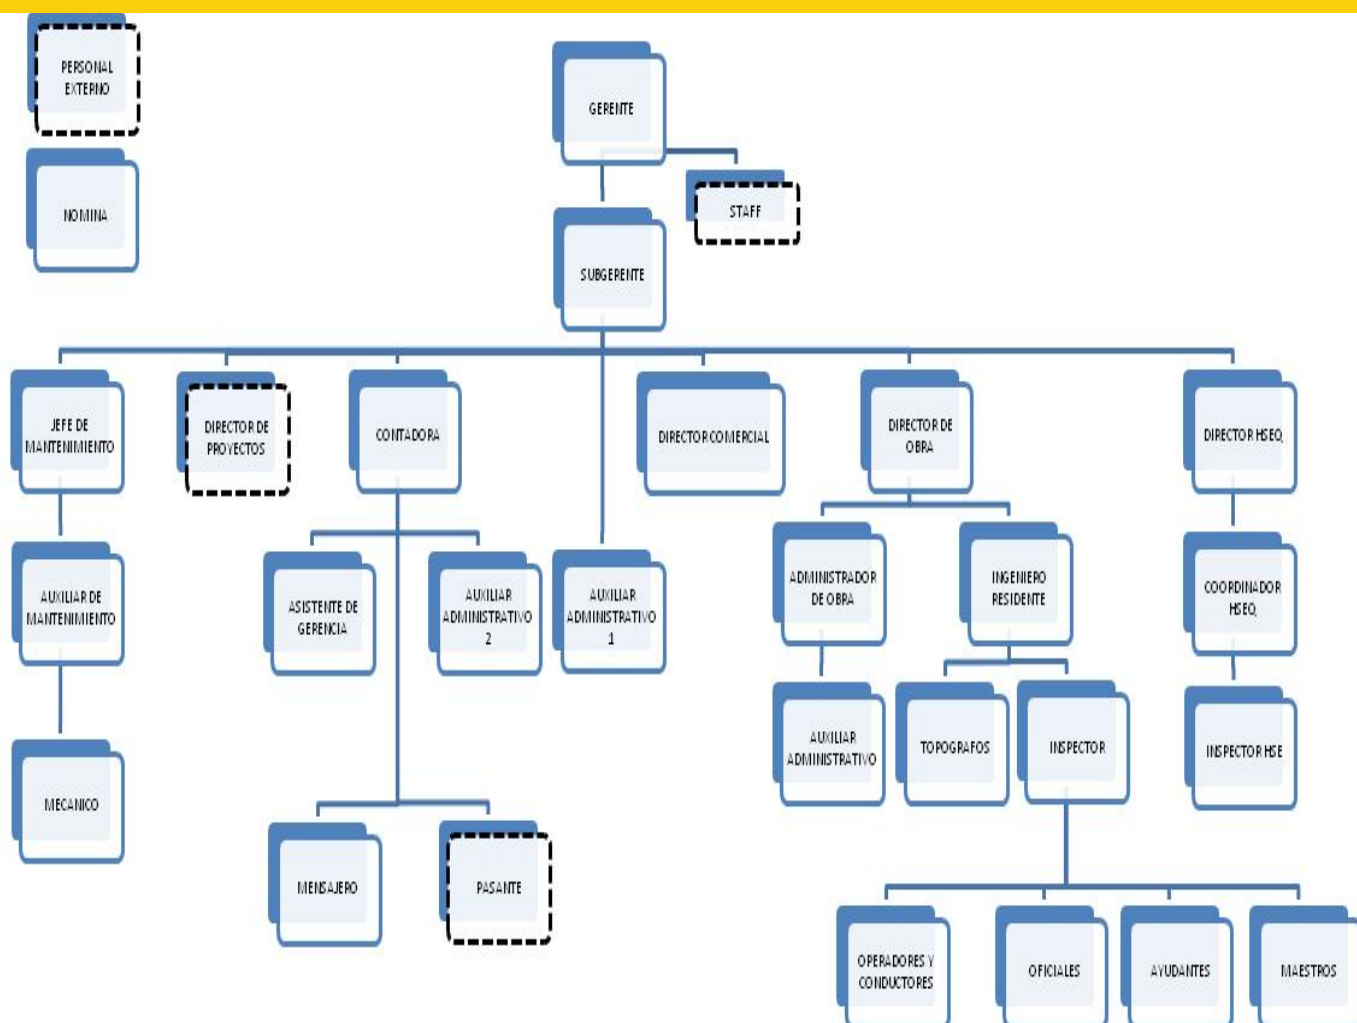 PERSONAL
EXTERNO
NOMINA
GERENTE
STAFF
SUBGERENTE
JEFE DE
MANTENIMIENTO
DIRECTOR DE
PROYECTOS
CONTADORA
DIRECTOR COMERCIAL
DIRECTOR DE
OBRA
DIRECTOR HSEQ
AUXILIAR DE
MANTENIMIENTO
ASISTENTE DE
GERENCIA
AUXILIAR
ADMINISTRATIVO
2
AUXILIAR
ADMINISTRATIVO
1
ADMINISTRADOR
DE OBRA
INGENIERO
RESIDENTE
COORDINADOR
HSEQ
MECANICO
AUXILIAR
ADMINISTRATIVO
TOPOGRAFOS
INSPECTOR
INSPECTOR HSE
MENSAJERO
PASANTE
OPERADORES Y
CONDUCTORES
OFICIALES
AYUDANTES
MAESTROS